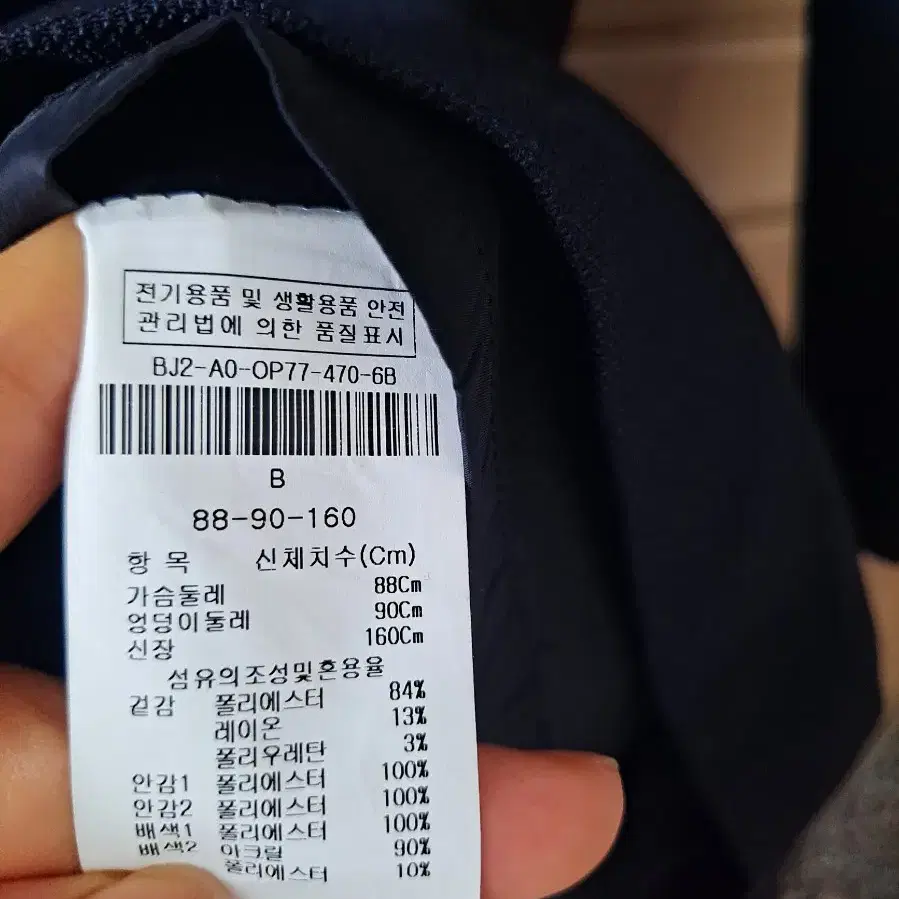 전기용품 및 생활용품 안전
관리법에 의한 품질표시
BJ2-A0-OP77-470-6B
B
88-90-160
항 목 신체치수(Cm)
가슴둘레 88Cm
엉덩이둘레 90Cm
신장 160Cm
섬유의조성및혼용율
겉감 폴리에스터 84%
레이온 13%
폴리우레탄 3%
안감1 폴리에스터 100%
안감2 폴리에스터 100%
배색1 폴리에스터 100%
배색2 아크릴 90%
폴리에스터 10%